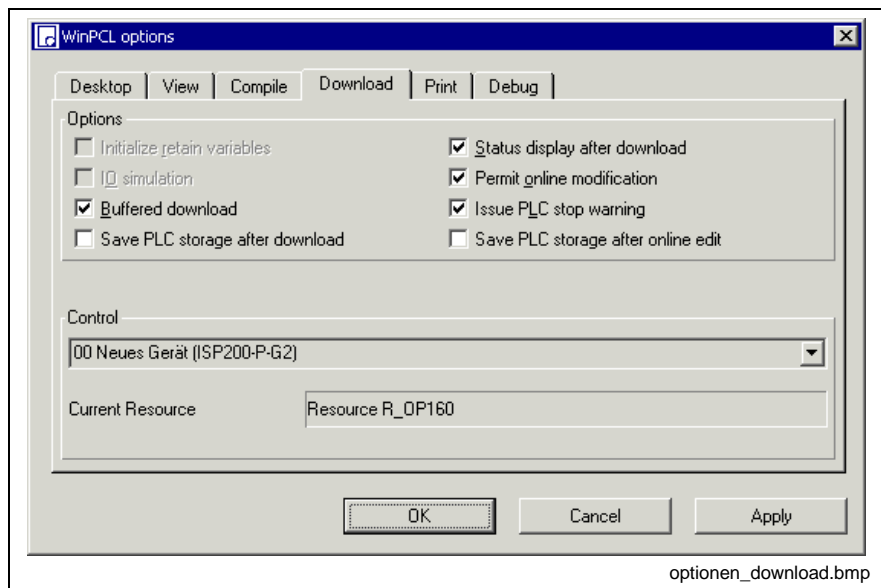 WinPCL options
Desktop View Compile Download Print Debug
Options
Initialize retain variables
Status display after download
IO simulation
Permit online modification
Buffered download
Issue PLC stop warning
Save PLC storage after download
Save PLC storage after online edit
Control
00 Neues Gerät (ISP200-P-G2)
Current Resource
Resource R_OP160
OK Cancel Apply
optionen_download.bmp